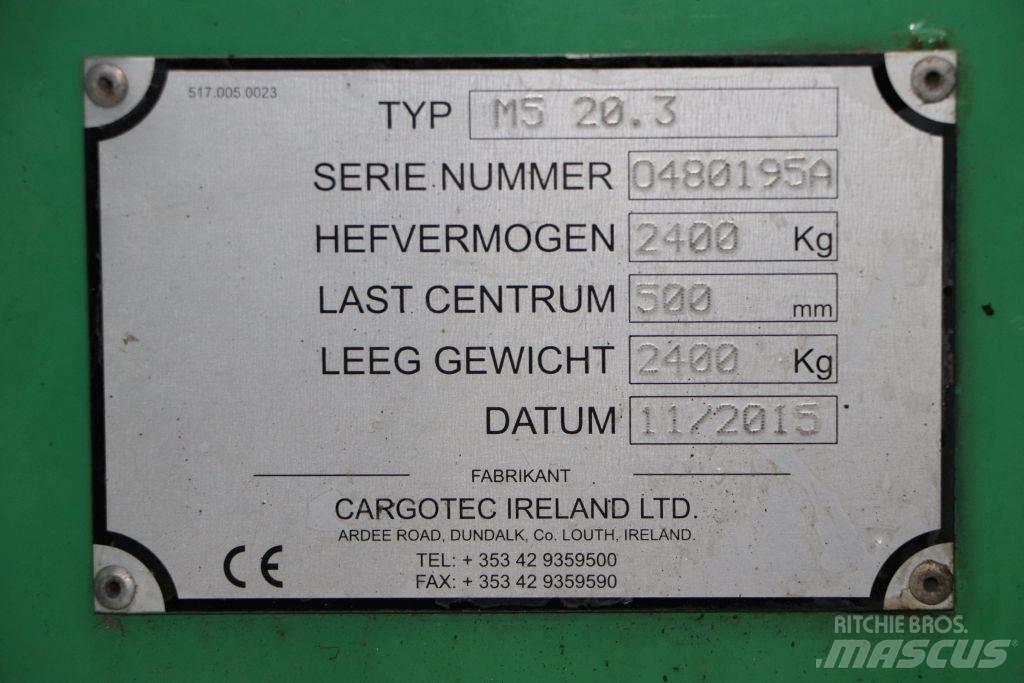 517.005.0023
TYP M5 20.3
SERIE NUMMER 0480195A
HEFVERMOGEN 2400 Kg
LAST CENTRUM 500 mm
LEEG GEWICHT 2400 Kg
DATUM 11/2015
FABRIKANT
CARGOTEC IRELAND LTD.
ARDEE ROAD, DUNDALK, Co. LOUTH, IRELAND.
TEL: + 353 42 9359500
FAX: + 353 42 9359590
CE
RITCHIE BROS.
MASCUS